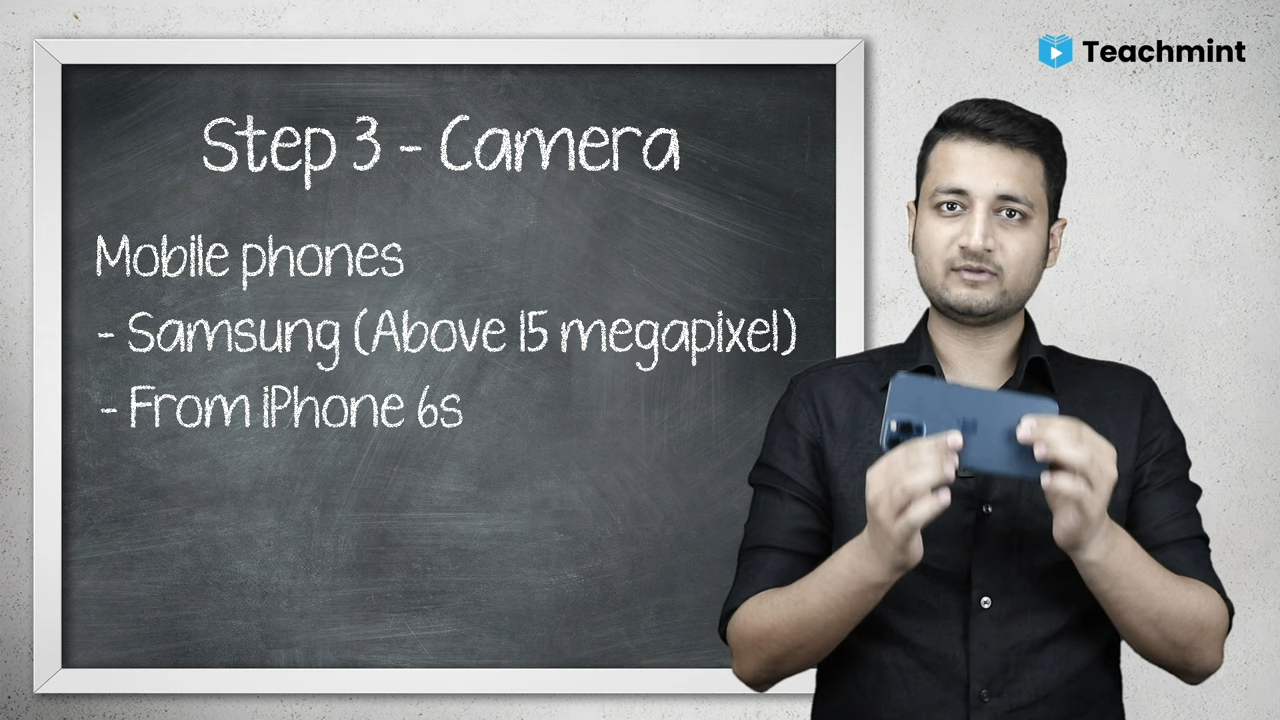 Teachmint
Step 3 - Camera
Mobile phones
- Samsung (Above 15 megapixel)
- From iPhone 6s